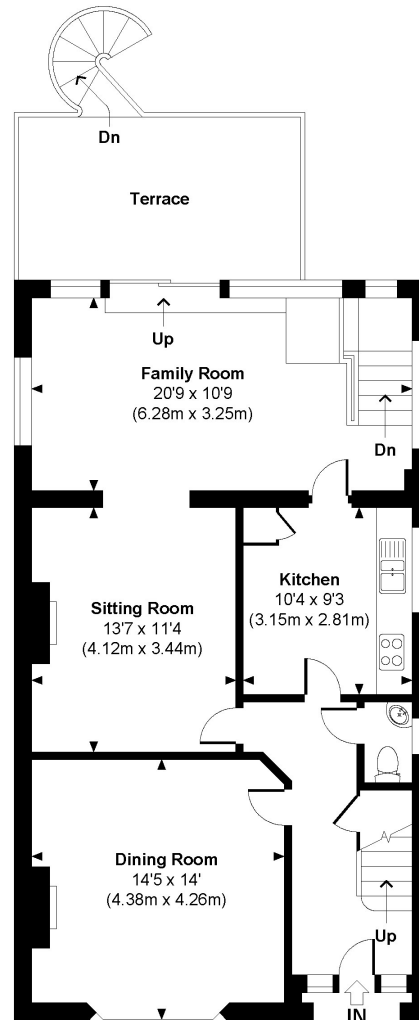 Dn
Terrace
Up
Family Room
20'9 x 10'9
(6.28m x 3.25m)
Dn
Kitchen
10'4 x 9'3
(3.15m x 2.81m)
Sitting Room
13'7 x 11'4
(4.12m x 3.44m)
Dining Room
14'5 x 14'
(4.38m x 4.26m)
Up
IN